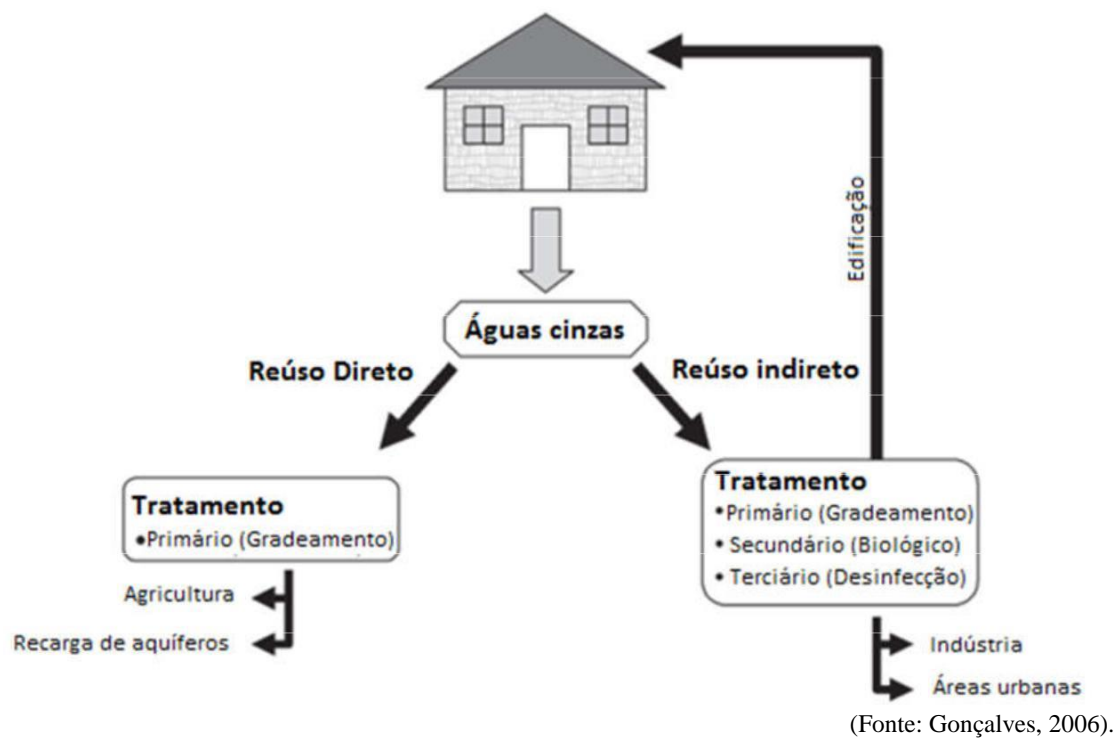 Edificação
Águas cinzas
Reúso Direto
Reúso indireto
Tratamento
•Primário (Gradeamento)
Agricultura
Recarga de aquíferos
Tratamento
•Primário (Gradeamento)
• Secundário (Biológico)
• Terciário (Desinfecção)
Indústria
Áreas urbanas
(Fonte: Gonçalves, 2006).